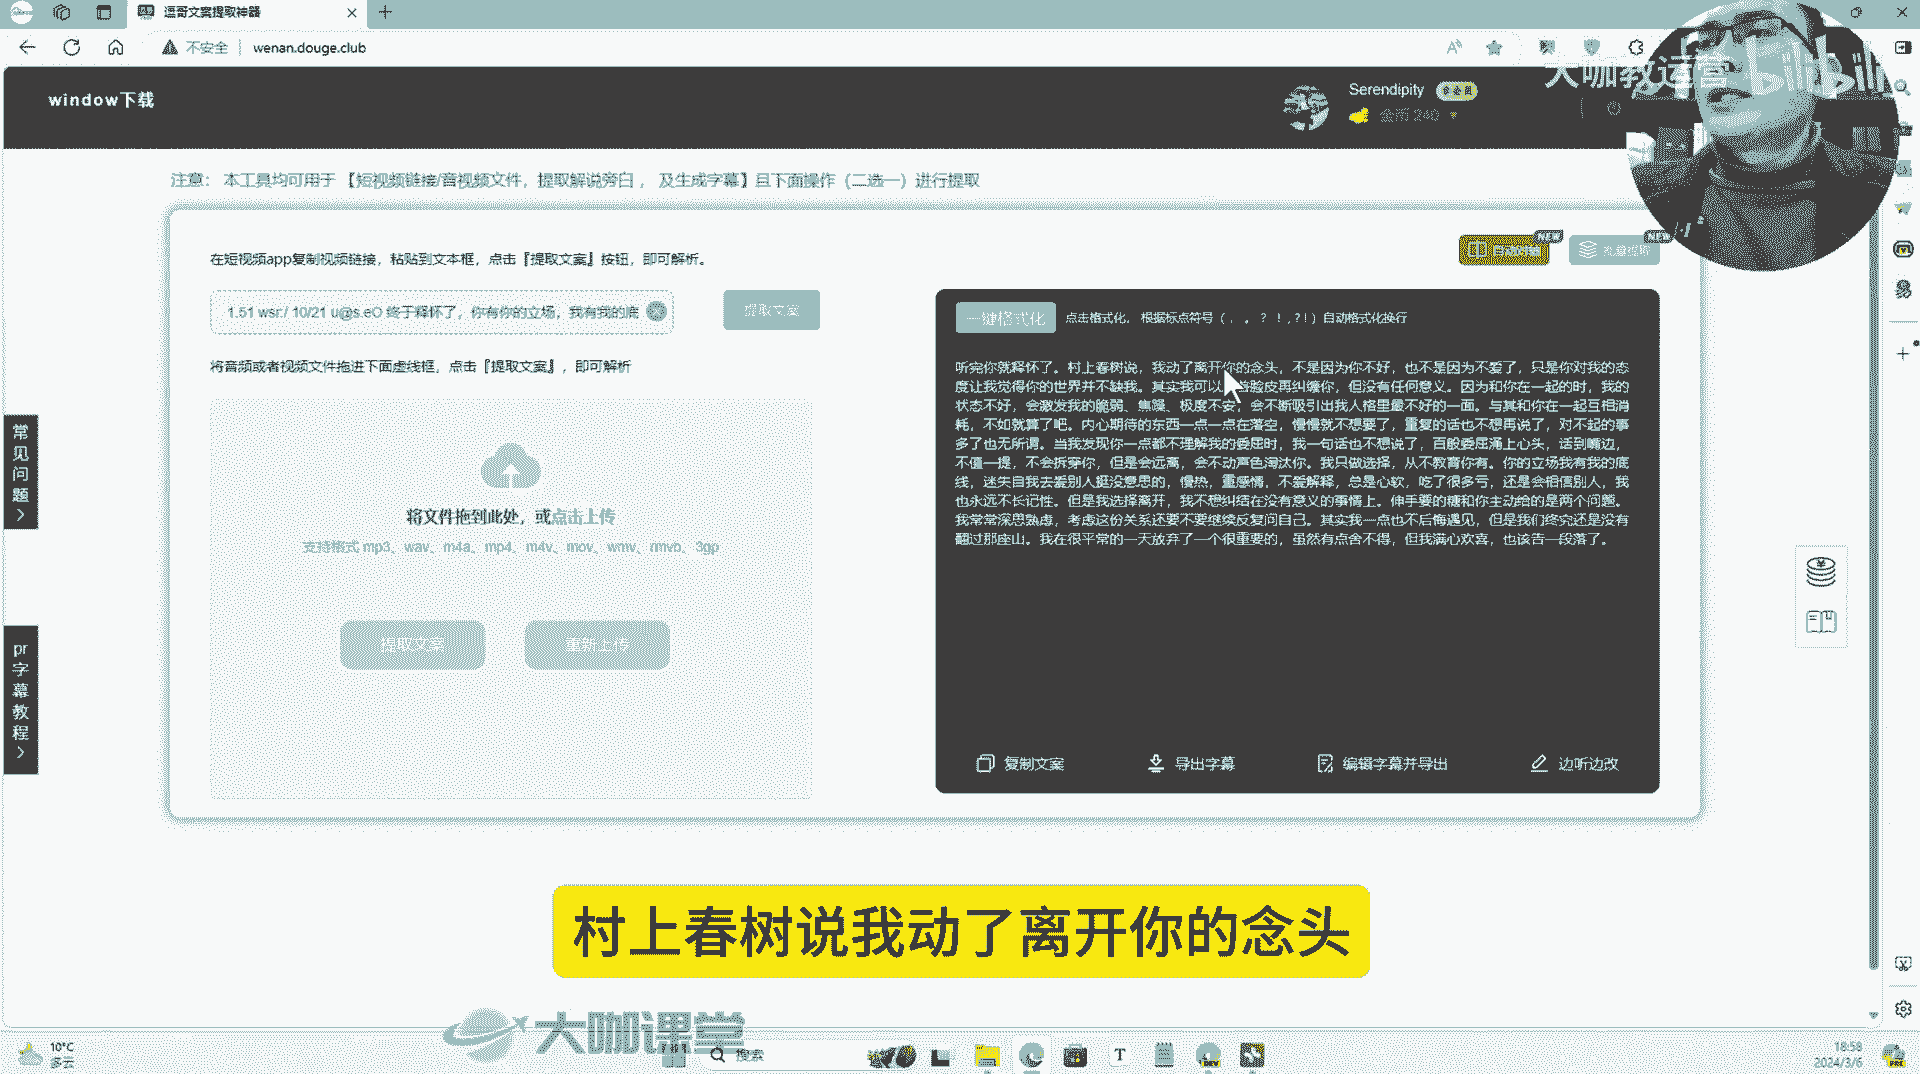 逗哥文案提取神器
不安全
wenan.douge.club
window下载
Serendipity
金币 240
大咖教运营
bilibili
注意： 本工具均可用于 【短视频链接/音视频文件，提取解说旁白 ， 及生成字幕】且下面操作（二选一）进行提取
在短视频app复制视频链接，粘贴到文本框，点击『提取文案』按钮，即可解析。
NEW
NEW
批量提取
1.51 wsr:/ 10/21 u@s.eO 终于释怀了，你有你的立场，我有我的底
提取文案
一键格式化
点击格式化， 根据标点符号（ ， 。 ？ ！ , ? ! ）自动格式化换行
将音频或者视频文件拖进下面虚线框，点击『提取文案』，即可解析
听完你就释怀了。村上春树说，我动了离开你的念头，不是因为你不好，也不是因为不爱了，只是你对我的态
度让我觉得你的世界并不缺我。其实我可以 着脸皮再纠缠你，但没有任何意义。因为和你在一起的时，我的
状态不好，会激发我的脆弱、焦躁、极度不安，会不断吸引出我人格里最不好的一面。与其和你在一起互相消
耗，不如就算了吧。内心期待的东西一点一点在落空，慢慢就不想要了，重复的话也不想再说了，对不起的事
多了也无所谓。当我发现你一点都不理解我的委屈时，我一句话也不想说了，百般委屈涌上心头，话到嘴边，
不值一提，不会拆穿你，但是会远离，会不动声色淘汰你。我只做选择，从不教育你有。你的立场我有我的底
线，迷失自我去爱别人挺没意思的，慢热，重感情，不爱解释，总是心软，吃了很多亏，还是会相信别人，我
也永远不长记性。但是我选择离开，我不想纠结在没有意义的事情上。伸手要的糖和你主动给的是两个问题。
我常常深思熟虑，考虑这份关系还要不要继续反复问自己。其实我一点也不后悔遇见，但是我们终究还是没有
翻过那座山。我在很平常的一天放弃了一个很重要的，虽然有点舍不得，但我满心欢喜，也该告一段落了。
常见问题
将文件拖到此处，或点击上传
支持格式 mp3、wav、m4a、mp4、m4v、mov、wmv、rmvb、3gp
提取文案
重新上传
pr字幕教程
复制文案
导出字幕
编辑字幕并导出
边听边改
村上春树说我动了离开你的念头
大咖课堂
10°C
多云
搜索
18:58
2024/3/6